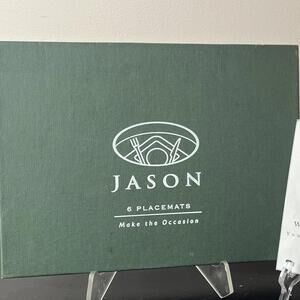 JASON
6 PLACEMATS
Make the Occasion